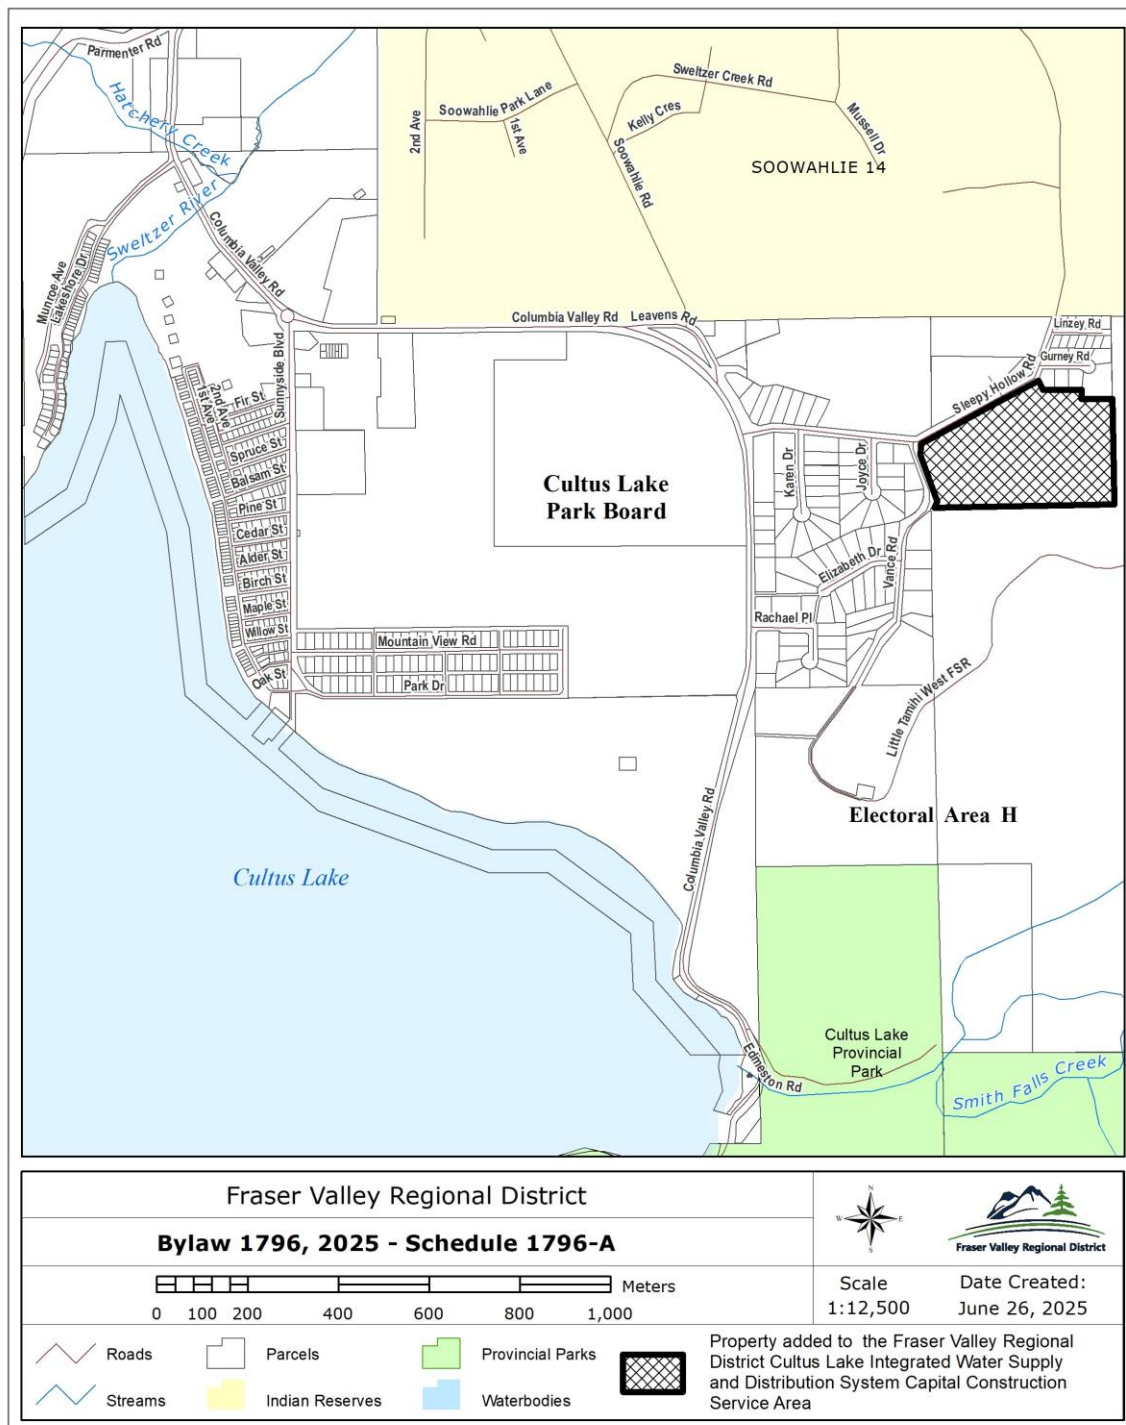 Parmenter Rd
Hatchery Creek
Sweltzer River
Columbia Valley Rd
Munroe Ave
Lakeshore Dr
2nd Ave
Soowahlie Park Lane
1st Ave
Kelly Cres
Sweltzer Creek Rd
Mussell Dr
Soowahlie Rd
SOOWAHLIE 14
Columbia Valley Rd
Leavens Rd
Linzey Rd
Gurney Rd
Sleepy Hollow Rd
Sunnyside Blvd
1st Ave
2nd Ave
Fir St
Spruce St
Balsam St
Pine St
Cedar St
Alder St
Birch St
Maple St
Willow St
Oak St
Mountain View Rd
Park Dr
Cultus Lake
Park Board
Karen Dr
Joyce Dr
Elizabeth Dr
Vance Rd
Rachael Pl
Little Tamihi West FSR
Electoral Area H
Columbia Valley Rd
Cultus Lake
Cultus Lake
Provincial
Park
Edmeston Rd
Smith Falls Creek
Fraser Valley Regional District
Bylaw 1796, 2025 - Schedule 1796-A
N
W
E
S
Fraser Valley Regional District
Meters
0 100 200 400 600 800 1,000
Scale
1:12,500
Date Created:
June 26, 2025
Roads
Parcels
Provincial Parks
Streams
Indian Reserves
Waterbodies
Property added to the Fraser Valley Regional
District Cultus Lake Integrated Water Supply
and Distribution System Capital Construction
Service Area